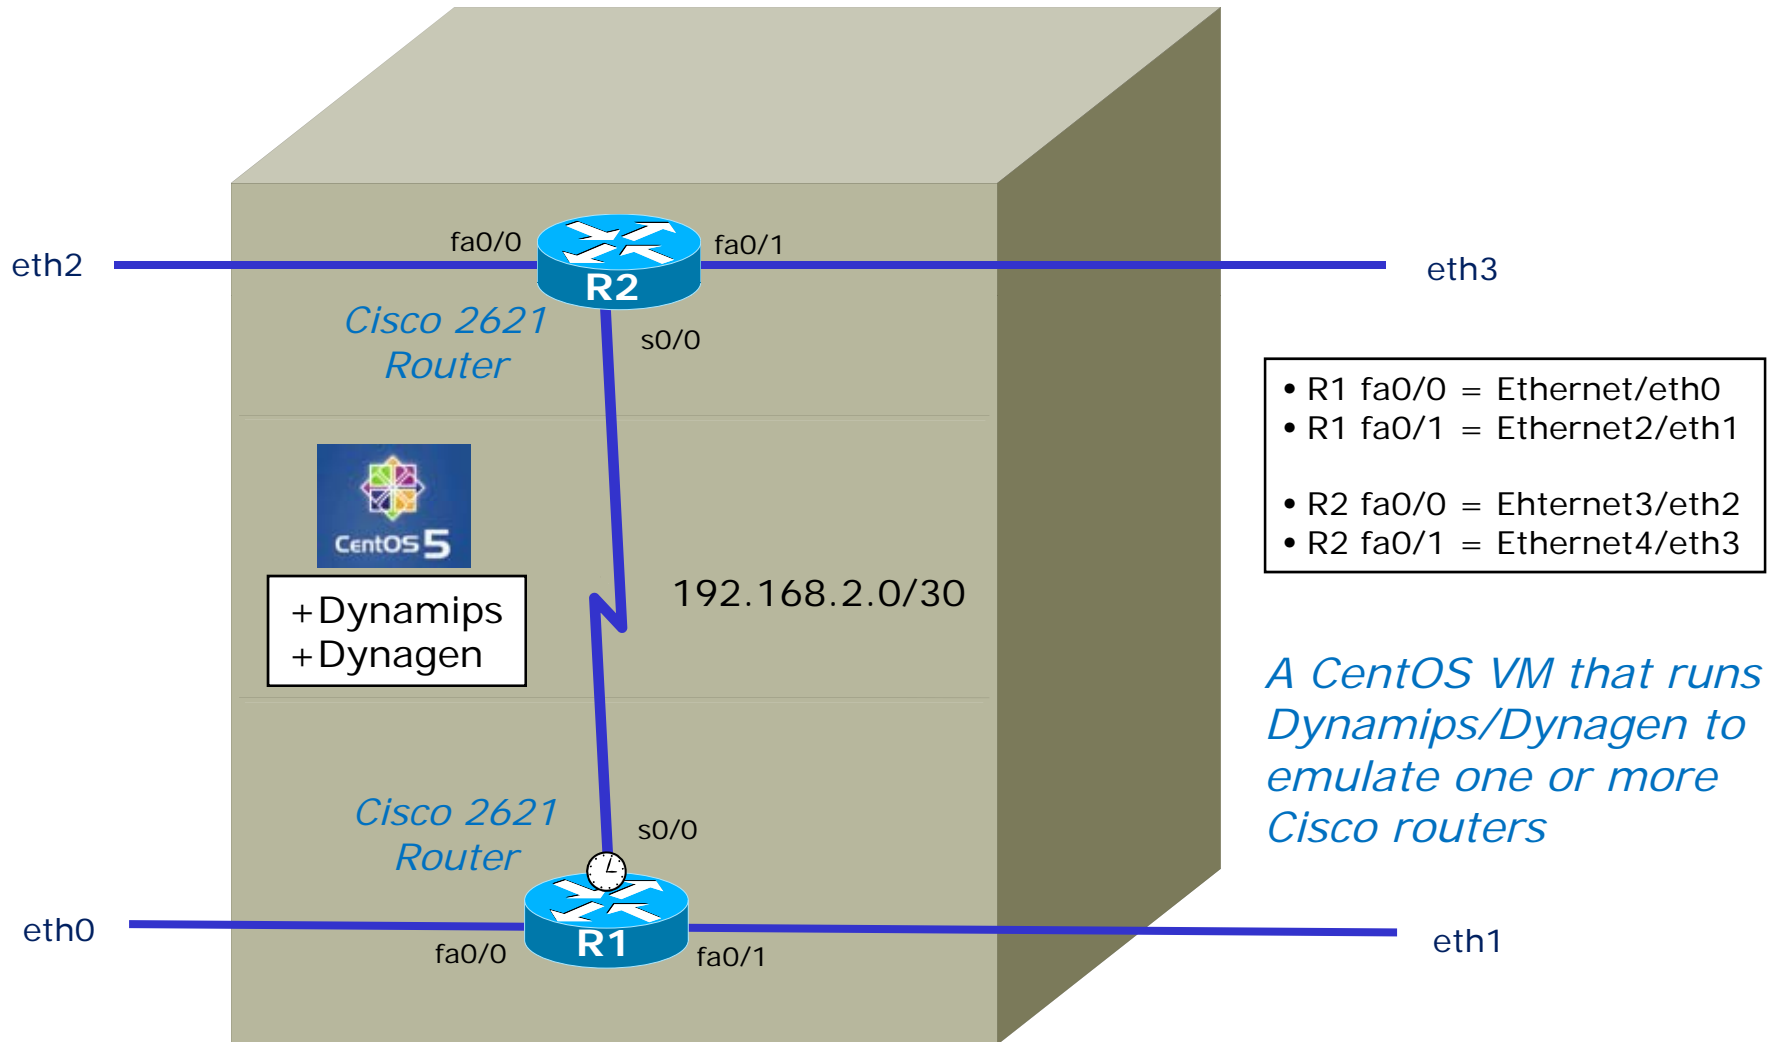 fa0/0
fa0/1
eth2
eth3
R2
Cisco 2621
Router
s0/0
• R1 fa0/0 = Ethernet/eth0
• R1 fa0/1 = Ethernet2/eth1
• R2 fa0/0 = Ehternet3/eth2
• R2 fa0/1 = Ethernet4/eth3
CentOS 5
+Dynamips
+Dynagen
192.168.2.0/30
A CentOS VM that runs
Dynamips/Dynagen to
emulate one or more
Cisco routers
Cisco 2621
Router
s0/0
eth0
R1
fa0/0
fa0/1
eth1